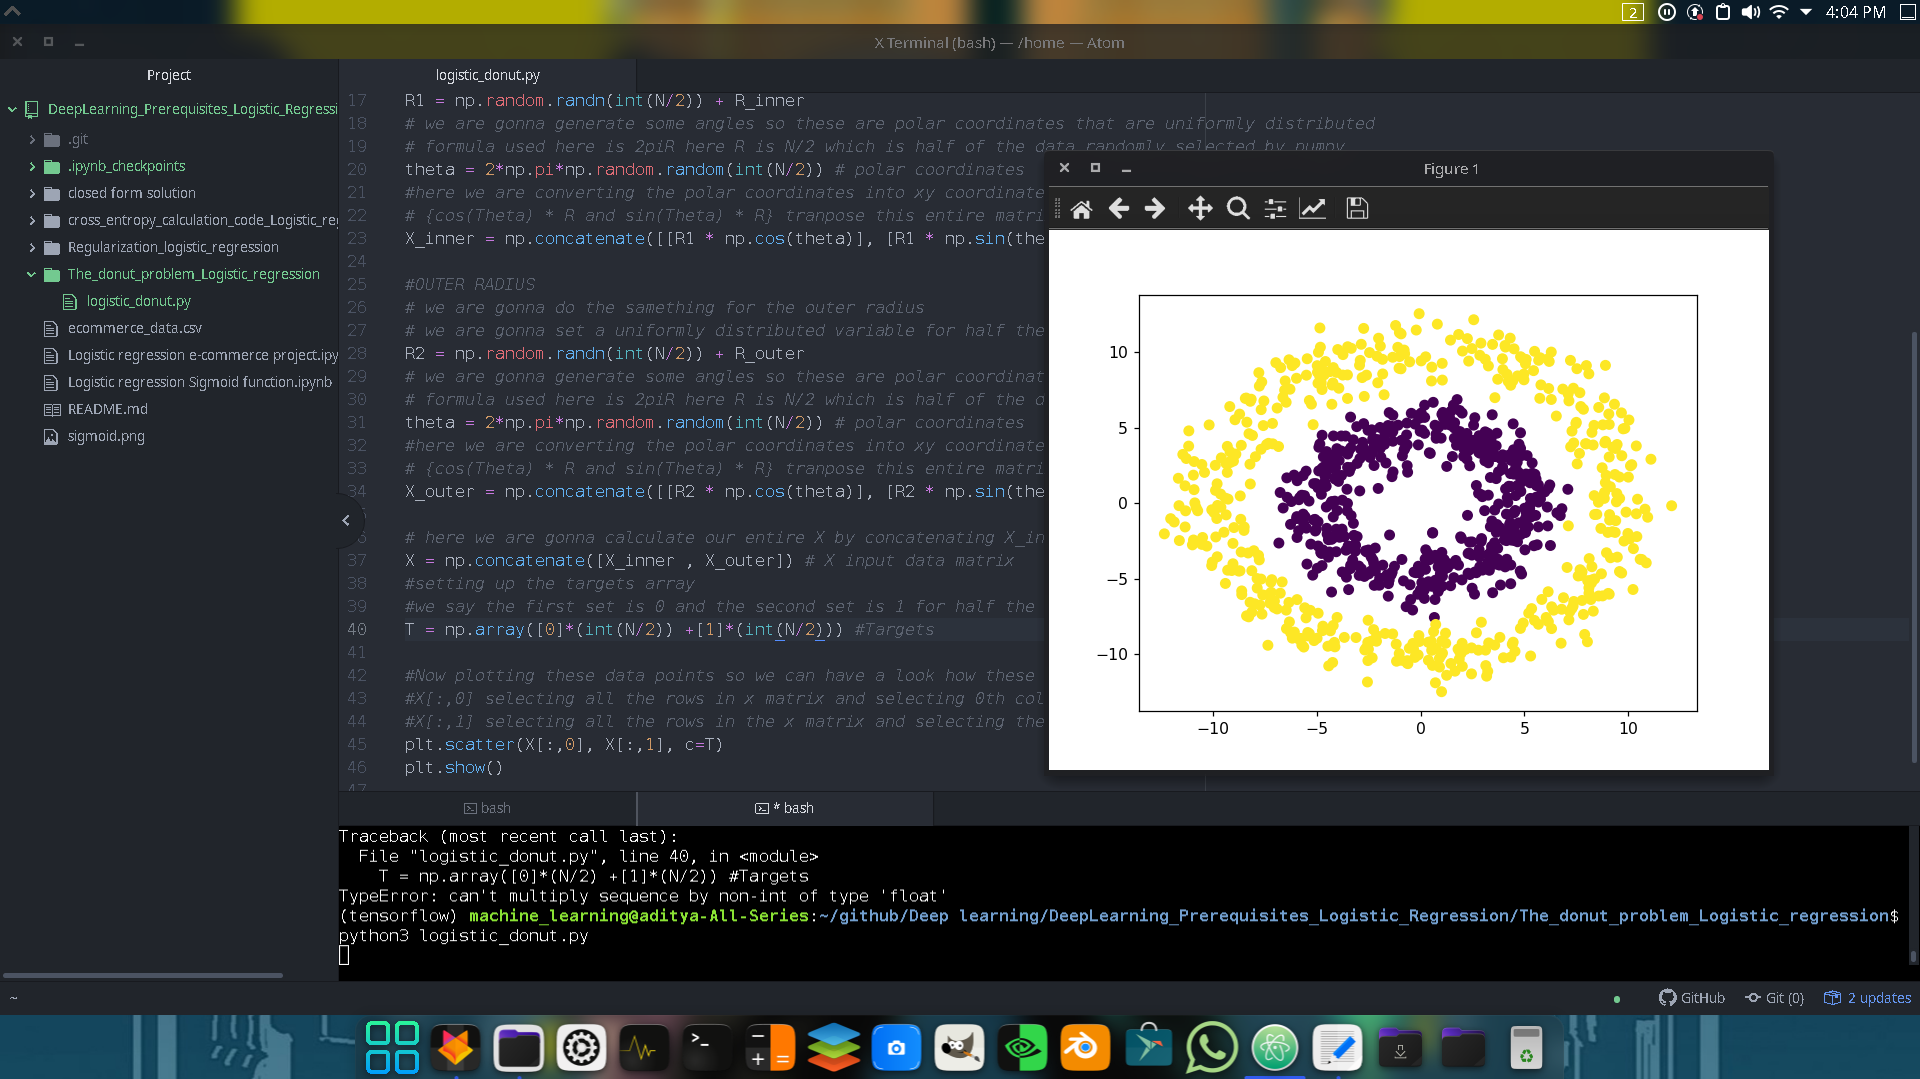 2
4:04 PM
X Terminal (bash) — /home — Atom
Project
DeepLearning_Prerequisites_Logistic_Regressi
.git
.ipynb_checkpoints
closed form solution
cross_entropy_calculation_code_Logistic_re
Regularization_logistic_regression
The_donut_problem_Logistic_regression
logistic_donut.py
ecommerce_data.csv
Logistic regression e-commerce project.ipy
Logistic regression Sigmoid function.ipynb
README.md
sigmoid.png
logistic_donut.py
17 R1 = np.random.randn(int(N/2)) + R_inner
18 # we are gonna generate some angles so these are polar coordinates that are uniformly distributed
19 # formula used here is 2piR here R is N/2 which is half of the data randomly selected by numpy
20 theta = 2*np.pi*np.random.random(int(N/2)) # polar coordinates
21 #here we are converting the polar coordinates into xy coordinate
22 # {cos(Theta) * R and sin(Theta) * R} tranpose this entire matri
23 X_inner = np.concatenate([[R1 * np.cos(theta)], [R1 * np.sin(the
24
25 #OUTER RADIUS
26 # we are gonna do the samething for the outer radius
27 # we are gonna set a uniformly distributed variable for half the
28 R2 = np.random.randn(int(N/2)) + R_outer
29 # we are gonna generate some angles so these are polar coordinat
30 # formula used here is 2piR here R is N/2 which is half of the d
31 theta = 2*np.pi*np.random.random(int(N/2)) # polar coordinates
32 #here we are converting the polar coordinates into xy coordinate
33 # {cos(Theta) * R and sin(Theta) * R} tranpose this entire matri
34 X_outer = np.concatenate([[R2 * np.cos(theta)], [R2 * np.sin(the
# here we are gonna calculate our entire X by concatenating X_in
37 X = np.concatenate([X_inner , X_outer]) # X input data matrix
38 #setting up the targets array
39 #we say the first set is 0 and the second set is 1 for half the
40 T = np.array([0]*(int(N/2)) +[1]*(int(N/2))) #Targets
41
42 #Now plotting these data points so we can have a look how these
43 #X[:,0] selecting all the rows in x matrix and selecting 0th col
44 #X[:,1] selecting all the rows in the x matrix and selecting the
45 plt.scatter(X[:,0], X[:,1], c=T)
46 plt.show()
47
Figure 1
10
5
0
−5
−10
−10 −5 0 5 10
bash
* bash
Traceback (most recent call last):
File "logistic_donut.py", line 40, in <module>
T = np.array([0]*(N/2) +[1]*(N/2)) #Targets
TypeError: can't multiply sequence by non-int of type 'float'
(tensorflow) machine_learning@aditya-All-Series:~/github/Deep learning/DeepLearning_Prerequisites_Logistic_Regression/The_donut_problem_Logistic_regression$
python3 logistic_donut.py
~
GitHub
Git (0)
2 updates